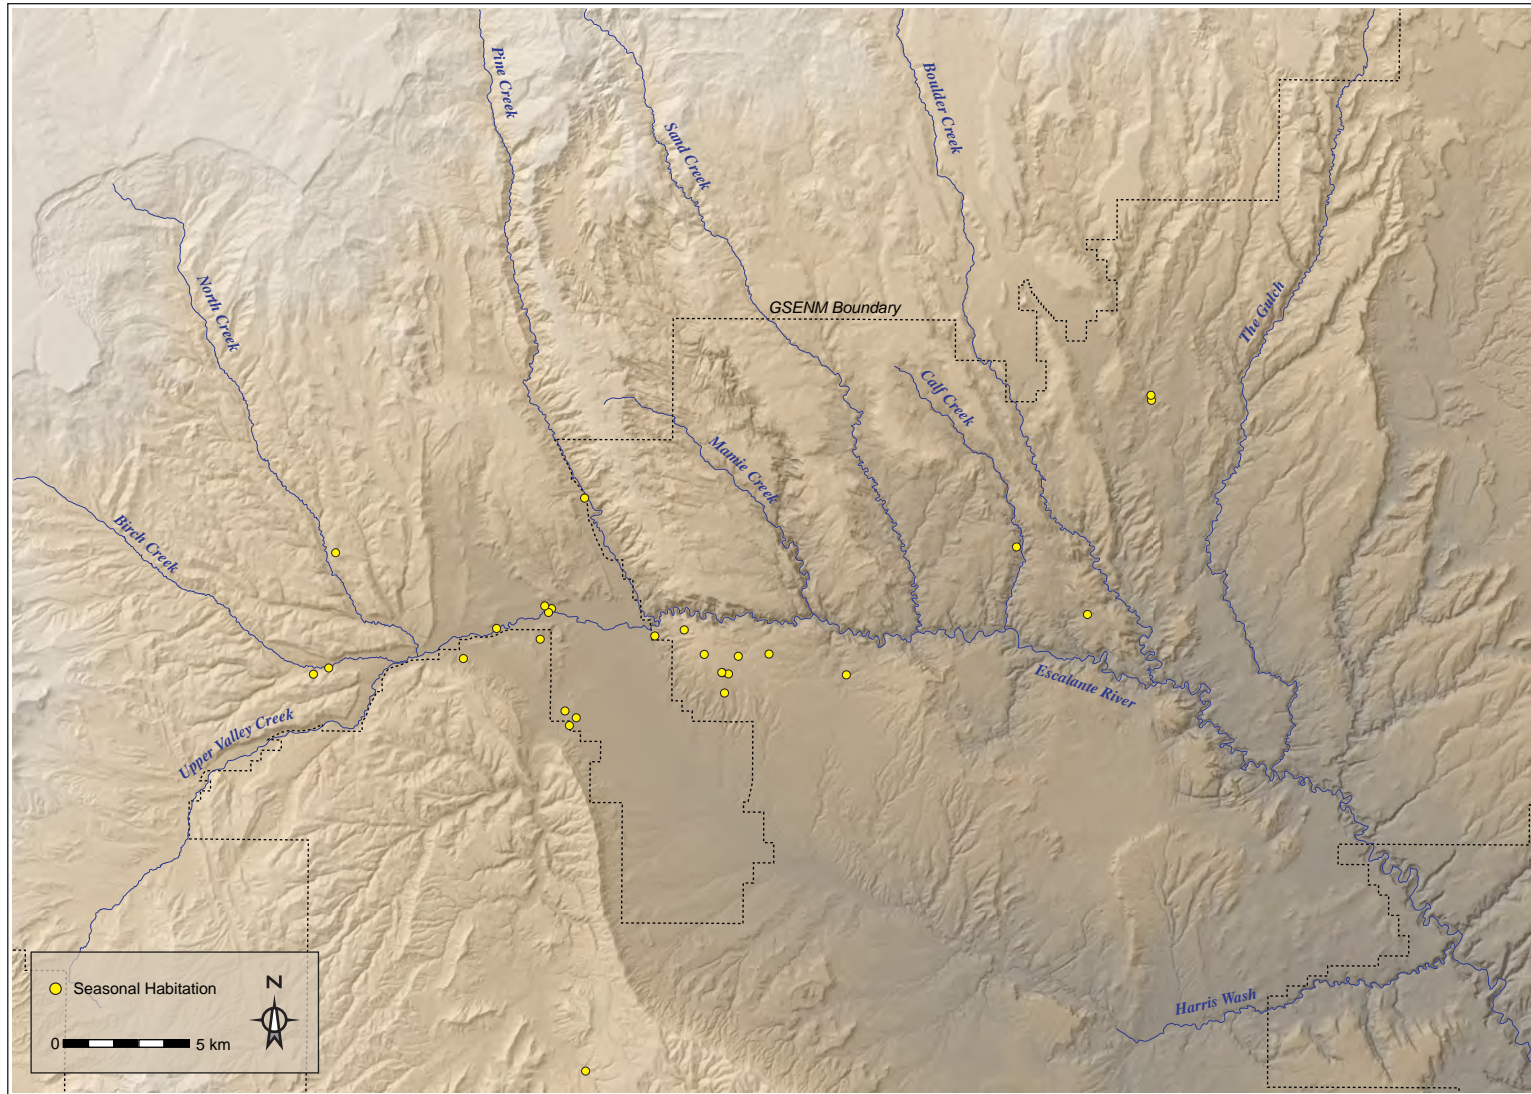 Pine Creek
Sand Creek
Boulder Creek
North Creek
The Gulch
GSENM Boundary
Calf Creek
Mamie Creek
Birch Creek
Escalante River
Upper Valley Creek
Seasonal Habitation
N
0 5 km
Harris Wash